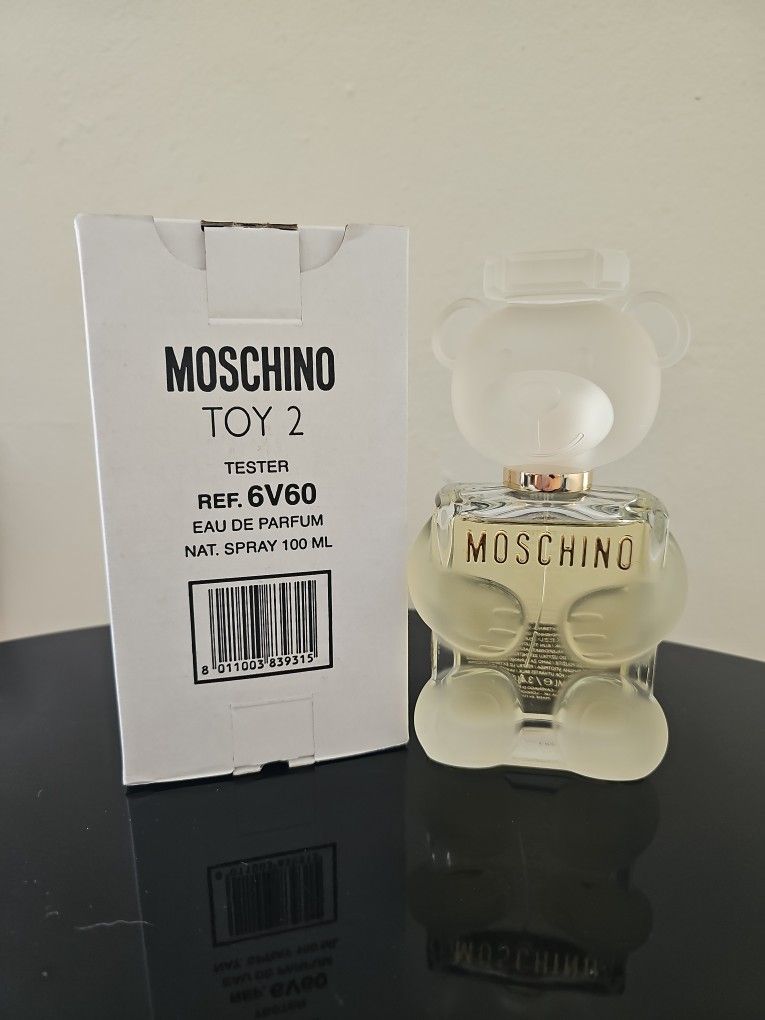 MOSCHINO
TOY 2
TESTER
REF. 6V60
EAU DE PARFUM
NAT. SPRAY 100 ML
8 011003 839315
MOSCHINO